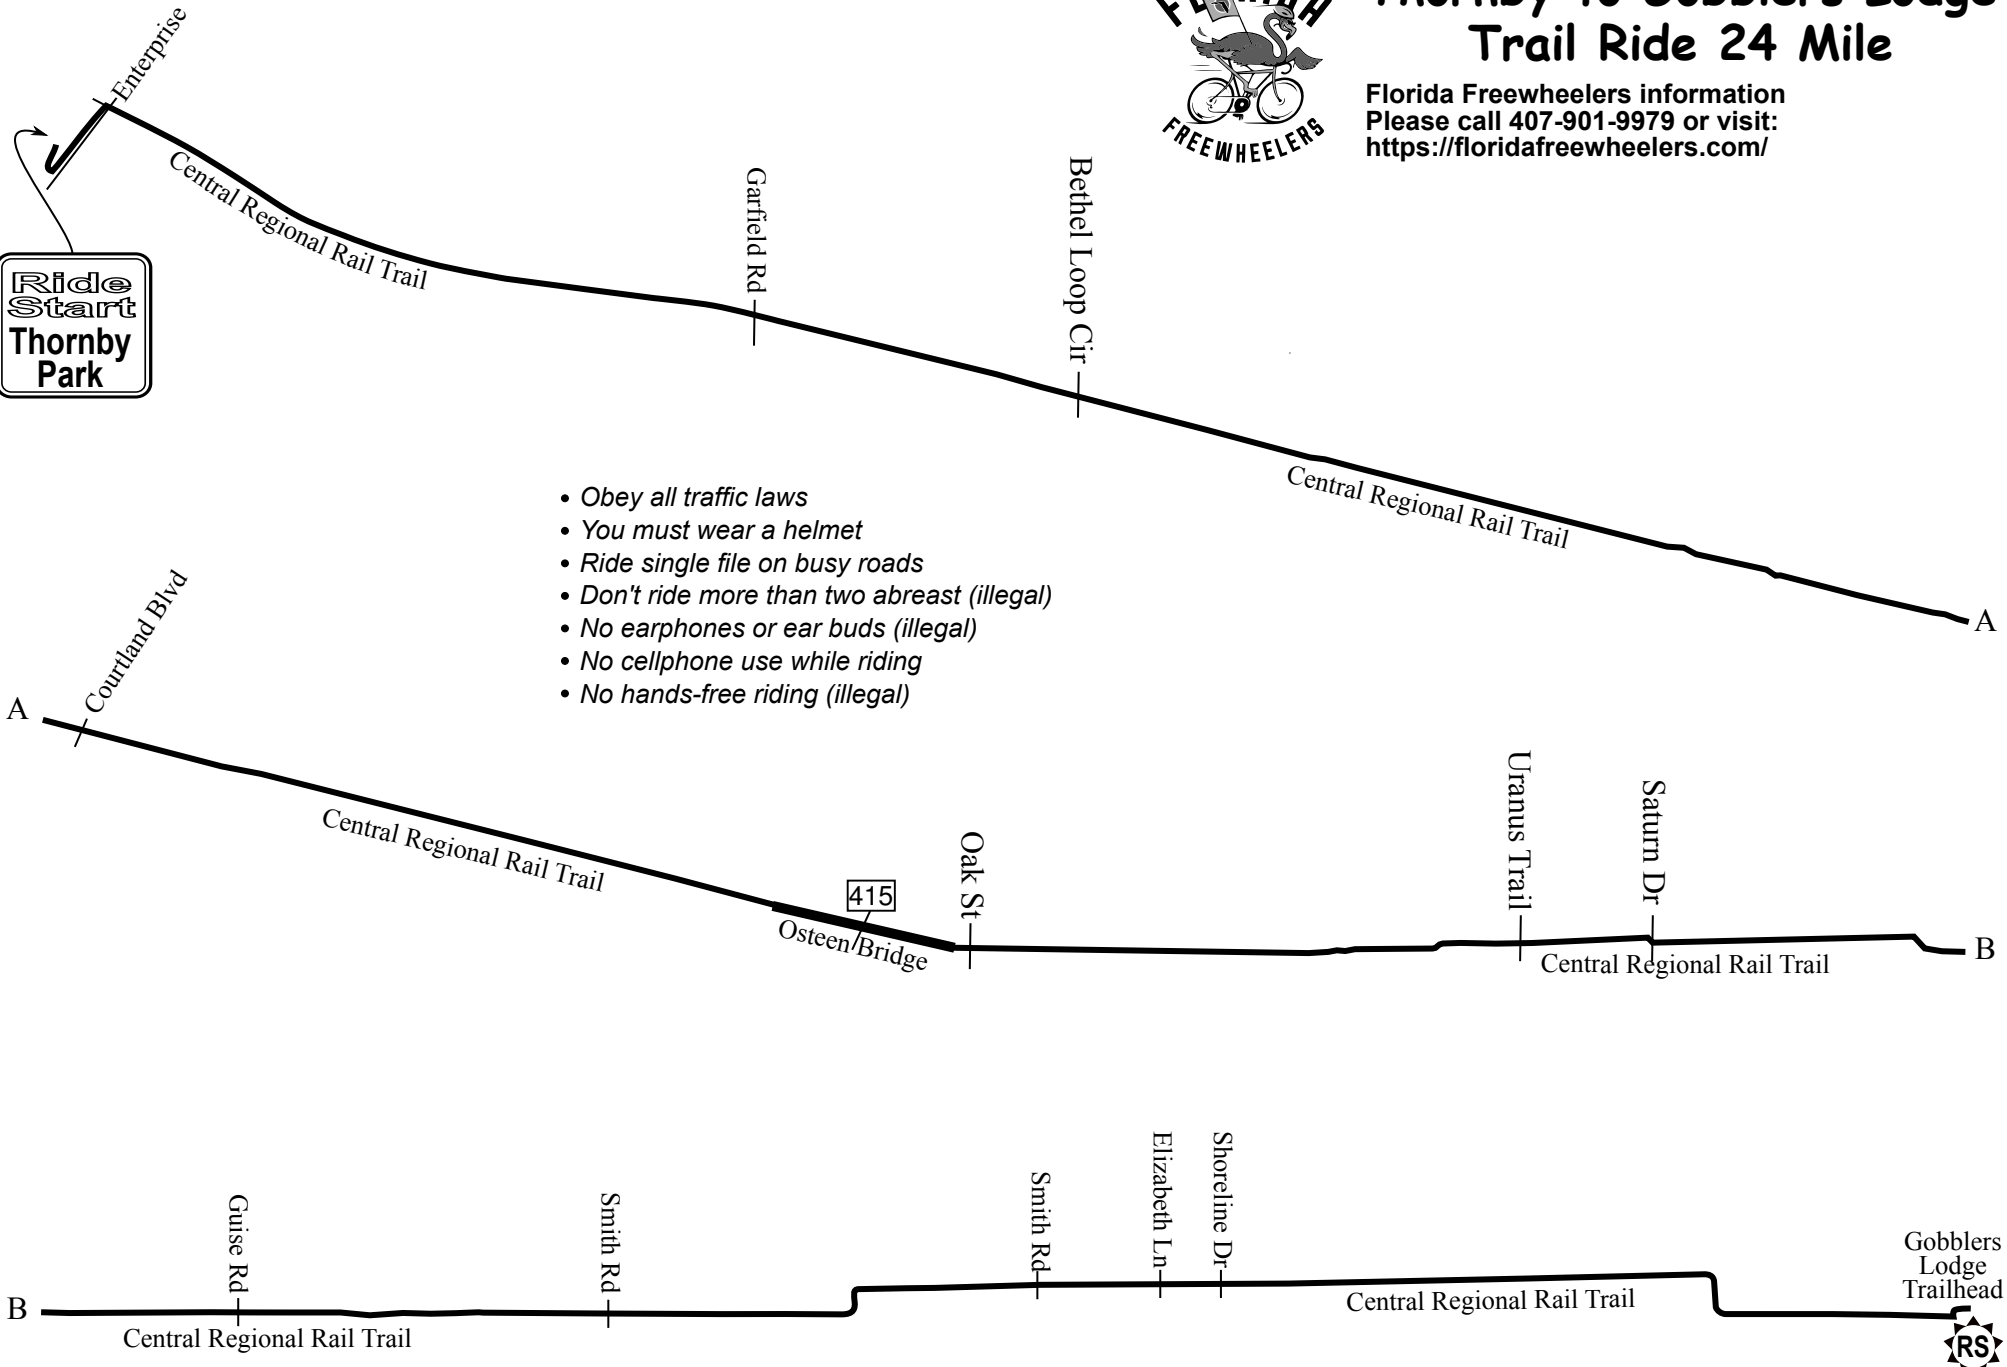 Thornby to Gobblers Lodge
Trail Ride 24 Mile
FREEWHEELERS
Florida Freewheelers information
Please call 407-901-9979 or visit:
https://floridafreewheelers.com/
Enterprise
Central Regional Rail Trail
Garfield Rd
Bethel Loop Cir
Central Regional Rail Trail
A
Ride
Start
Thornby
Park
• Obey all traffic laws
• You must wear a helmet
• Ride single file on busy roads
• Don't ride more than two abreast (illegal)
• No earphones or ear buds (illegal)
• No cellphone use while riding
• No hands-free riding (illegal)
A
Courtland Blvd
Central Regional Rail Trail
415
Osteen Bridge
Oak St
Uranus Trail
Saturn Dr
Central Regional Rail Trail
B
B
Guise Rd
Central Regional Rail Trail
Smith Rd
Smith Rd
Elizabeth Ln
Shoreline Dr
Central Regional Rail Trail
Gobblers
Lodge
Trailhead
RS